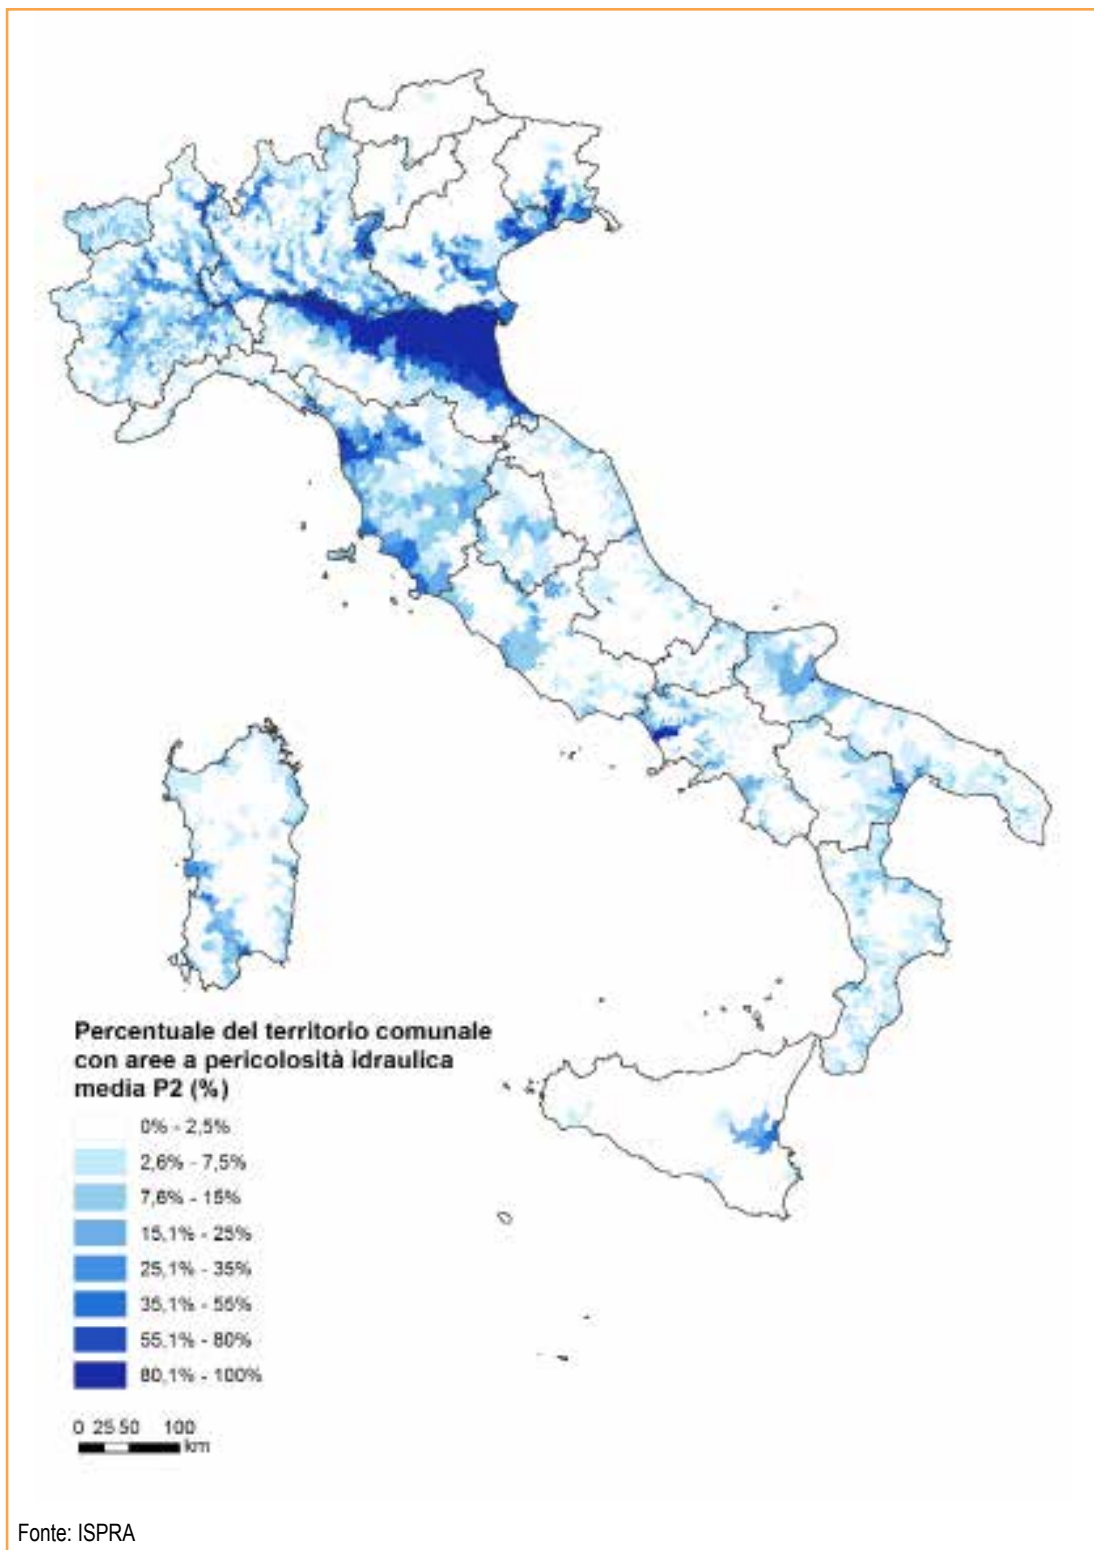 Percentuale del territorio comunale
con aree a pericolosità idraulica
media P2 (%)
0% - 2,5%
2,6% - 7,5%
7,6% - 15%
15,1% - 25%
25,1% - 35%
35,1% - 55%
55,1% - 80%
80,1% - 100%
0 25 50 100
km
Fonte: ISPRA